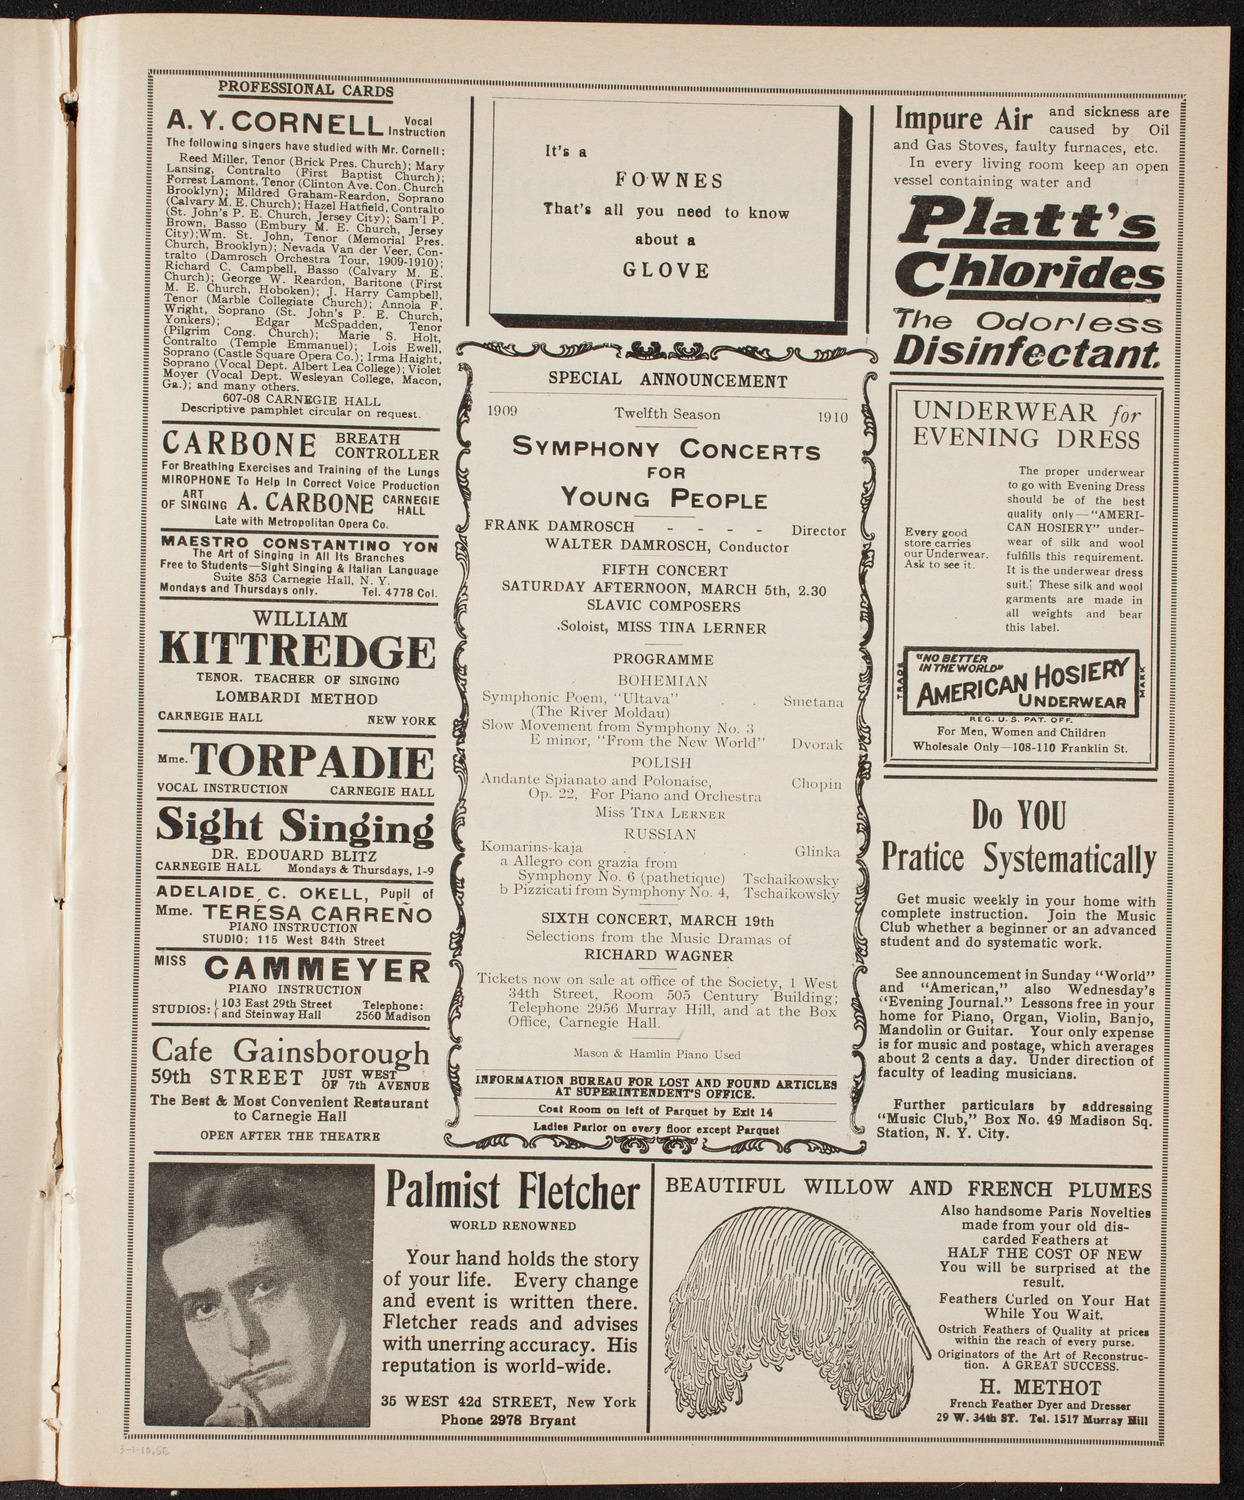 PROFESSIONAL CARDS
A. Y. CORNELL Vocal Instruction
The following singers have studied with Mr. Cornell:
Reed Miller, Tenor (Brick Pres. Church); Mary
Lansing, Contralto (First Baptist Church);
Forrest Lamont, Tenor (Clinton Ave. Con. Church
Brooklyn); Mildred Graham-Reardon, Soprano
(Calvary M. E. Church); Hazel Hatfield, Contralto
(St. John's P. E. Church, Jersey City); Sam'l P.
Brown, Basso (Embury M. E. Church, Jersey
City); Wm. St. John, Tenor (Memorial Pres.
Church, Brooklyn); Nevada Van der Veer, Con-
tralto (Damrosch Orchestra Tour, 1909-1910);
Richard C. Campbell, Basso (Calvary M. E.
Church); George W. Reardon, Baritone (First
M. E. Church, Hoboken); J. Harry Campbell,
Tenor (Marble Collegiate Church); Annola F.
Wright, Soprano (St. John's P. E. Church,
Yonkers); Edgar McSpadden, Tenor
(Pilgrim Cong. Church); Marie S. Holt,
Contralto (Temple Emmanuel); Lois Ewell,
Soprano (Castle Square Opera Co.); Irma Haight,
Soprano (Vocal Dept. Albert Lea College); Violet
Moyer (Vocal Dept. Wesleyan College, Macon,
Ga.); and many others.
607-08 CARNEGIE HALL
Descriptive pamphlet circular on request.
CARBONE BREATH CONTROLLER
For Breathing Exercises and Training of the Lungs
MIROPHONE To Help In Correct Voice Production
ART OF SINGING A. CARBONE CARNEGIE HALL
Late with Metropolitan Opera Co.
MAESTRO CONSTANTINO YON
The Art of Singing in All Its Branches
Free to Students—Sight Singing & Italian Language
Suite 853 Carnegie Hall, N. Y.
Mondays and Thursdays only. Tel. 4778 Col.
WILLIAM
KITTREDGE
TENOR. TEACHER OF SINGING
LOMBARDI METHOD
CARNEGIE HALL NEW YORK
Mme. TORPADIE
VOCAL INSTRUCTION CARNEGIE HALL
Sight Singing
DR. EDOUARD BLITZ
CARNEGIE HALL Mondays & Thursdays, 1-9
ADELAIDE C. OKELL, Pupil of
Mme. TERESA CARREÑO
PIANO INSTRUCTION
STUDIO: 115 West 84th Street
MISS CAMMEYER
PIANO INSTRUCTION
STUDIOS: { 103 East 29th Street and Steinway Hall Telephone: 2560 Madison
Cafe Gainsborough
59th STREET JUST WEST OF 7th AVENUE
The Best & Most Convenient Restaurant
to Carnegie Hall
OPEN AFTER THE THEATRE
It's a
FOWNES
That's all you need to know
about a
GLOVE
SPECIAL ANNOUNCEMENT
1909 Twelfth Season 1910
SYMPHONY CONCERTS
FOR
YOUNG PEOPLE
FRANK DAMROSCH - - - - Director
WALTER DAMROSCH, Conductor
FIFTH CONCERT
SATURDAY AFTERNOON, MARCH 5th, 2.30
SLAVIC COMPOSERS
Soloist, MISS TINA LERNER
PROGRAMME
BOHEMIAN
Symphonic Poem, "Ultava" . . Smetana
(The River Moldau)
Slow Movement from Symphony No. 3
E minor, "From the New World" Dvorak
POLISH
Andante Spianato and Polonaise, Chopin
Op. 22, For Piano and Orchestra
Miss TINA LERNER
RUSSIAN
Komarins-kaja . . . . Glinka
a Allegro con grazia from
Symphony No. 6 (pathetique) Tschaikowsky
b Pizzicati from Symphony No. 4, Tschaikowsky
SIXTH CONCERT, MARCH 19th
Selections from the Music Dramas of
RICHARD WAGNER
Tickets now on sale at office of the Society, 1 West
34th Street, Room 505 Century Building;
Telephone 2956 Murray Hill, and at the Box
Office, Carnegie Hall.
Mason & Hamlin Piano Used
INFORMATION BUREAU FOR LOST AND FOUND ARTICLES
AT SUPERINTENDENT'S OFFICE.
Coat Room on left of Parquet by Exit 14
Ladies Parlor on every floor except Parquet
Impure Air and sickness are
caused by Oil
and Gas Stoves, faulty furnaces, etc.
In every living room keep an open
vessel containing water and
Platt's
Chlorides
The Odorless
Disinfectant.
UNDERWEAR for
EVENING DRESS
The proper underwear
to go with Evening Dress
should be of the best
quality only—"AMERI-
CAN HOSIERY" under-
wear of silk and wool
fulfills this requirement.
It is the underwear dress
suit. These silk and wool
garments are made in
all weights and bear
this label.
Every good
store carries
our Underwear.
Ask to see it.
TRADE MARK
"NO BETTER
IN THE WORLD"
AMERICAN HOSIERY
UNDERWEAR
REG. U. S. PAT. OFF.
For Men, Women and Children
Wholesale Only—108-110 Franklin St.
Do YOU
Pratice Systematically
Get music weekly in your home with
complete instruction. Join the Music
Club whether a beginner or an advanced
student and do systematic work.
See announcement in Sunday "World"
and "American," also Wednesday's
"Evening Journal." Lessons free in your
home for Piano, Organ, Violin, Banjo,
Mandolin or Guitar. Your only expense
is for music and postage, which averages
about 2 cents a day. Under direction of
faculty of leading musicians.
Further particulars by addressing
"Music Club," Box No. 49 Madison Sq.
Station, N. Y. City.
Palmist Fletcher
WORLD RENOWNED
Your hand holds the story
of your life. Every change
and event is written there.
Fletcher reads and advises
with unerring accuracy. His
reputation is world-wide.
35 WEST 42d STREET, New York
Phone 2978 Bryant
BEAUTIFUL WILLOW AND FRENCH PLUMES
Also handsome Paris Novelties
made from your old dis-
carded Feathers at
HALF THE COST OF NEW
You will be surprised at the
result.
Feathers Curled on Your Hat
While You Wait.
Ostrich Feathers of Quality at prices
within the reach of every purse.
Originators of the Art of Reconstruc-
tion. A GREAT SUCCESS.
H. METHOT
French Feather Dyer and Dresser
29 W. 34th ST. Tel. 1517 Murray Hill
3-1-10.SE